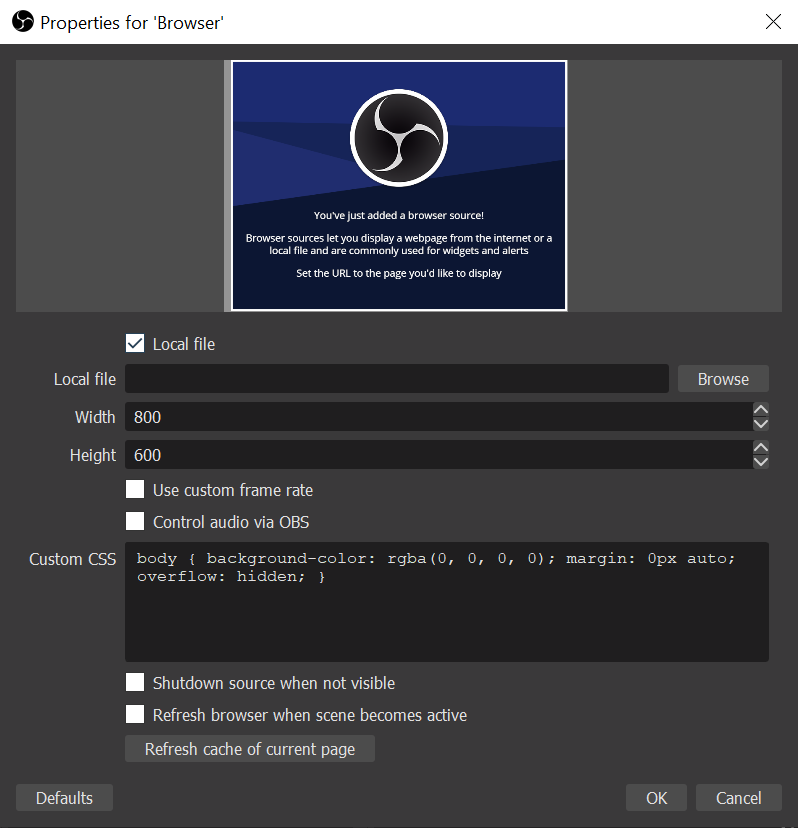 Properties for 'Browser'
You've just added a browser source!
Browser sources let you display a webpage from the internet or a
local file and are commonly used for widgets and alerts
Set the URL to the page you'd like to display
Local file
Local file
Browse
Width 800
Height 600
Use custom frame rate
Control audio via OBS
Custom CSS body { background-color: rgba(0, 0, 0, 0); margin: 0px auto;
overflow: hidden; }
Shutdown source when not visible
Refresh browser when scene becomes active
Refresh cache of current page
Defaults OK Cancel